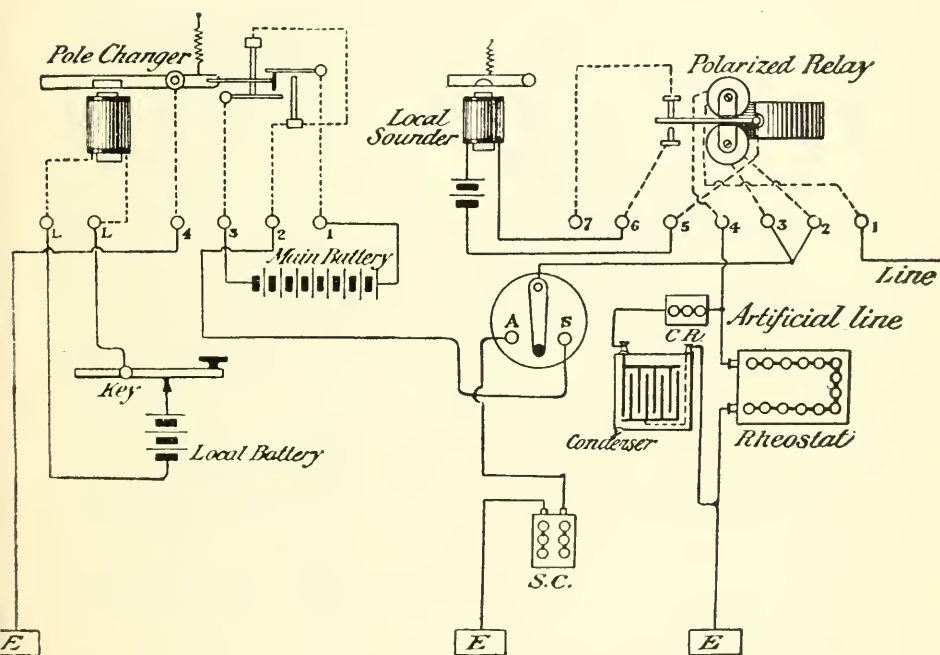 Pole Changer
Polarized Relay
Local
Sounder
L
L
4
3
2
1
7
6
5
4
3
2
1
Main Battery
Line
A
S
C.R.
Artificial line
Key
Condenser
Rheostat
Local Battery
S.C.
E
E
E